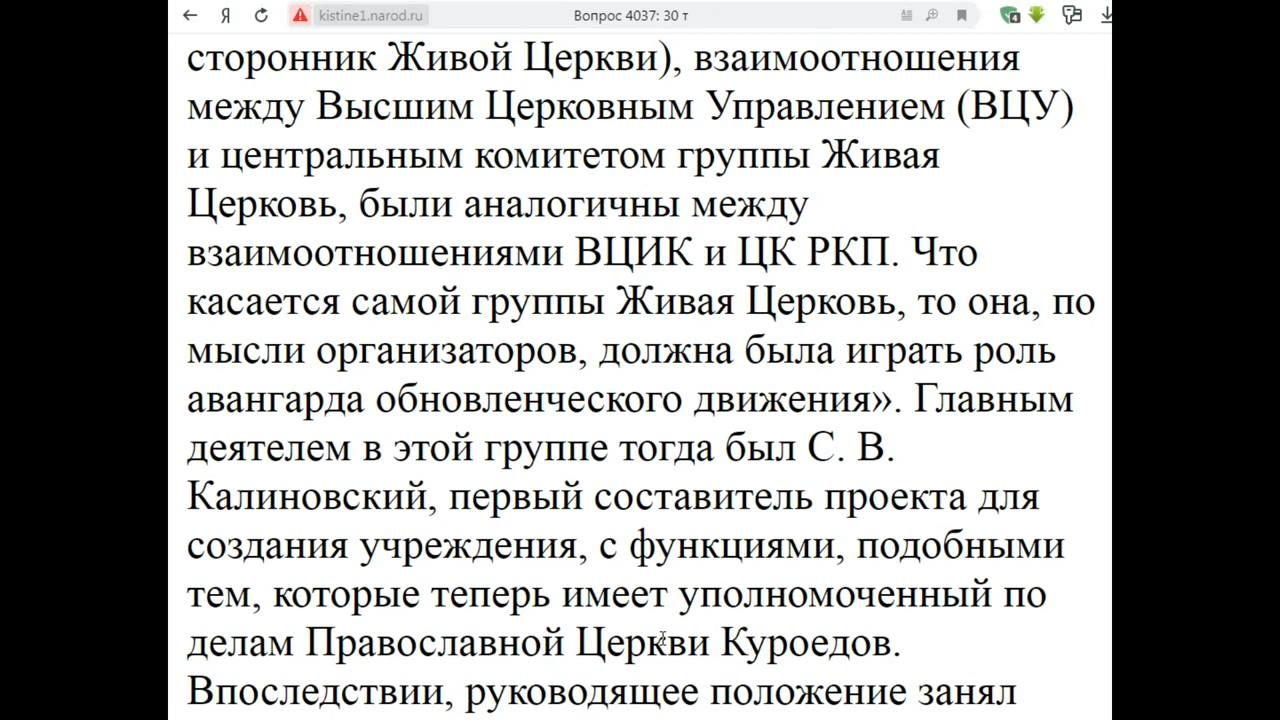 Я kistine1.narod.ru Вопрос 4037: 30 т 4
сторонник Живой Церкви), взаимоотношения
между Высшим Церковным Управлением (ВЦУ)
и центральным комитетом группы Живая
Церковь, были аналогичны между
взаимоотношениями ВЦИК и ЦК РКП. Что
касается самой группы Живая Церковь, то она, по
мысли организаторов, должна была играть роль
авангарда обновленческого движения». Главным
деятелем в этой группе тогда был С. В.
Калиновский, первый составитель проекта для
создания учреждения, с функциями, подобными
тем, которые теперь имеет уполномоченный по
делам Православной Церкви Куроедов.
Впоследствии, руководящее положение занял